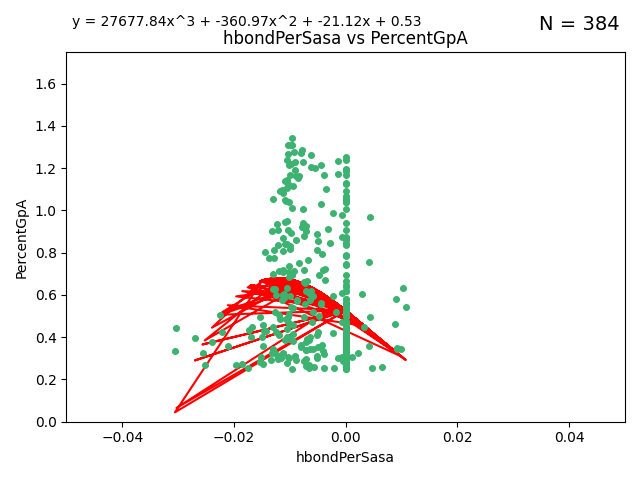 y = 27677.84x^3 + -360.97x^2 + -21.12x + 0.53
N = 384
hbondPerSasa vs PercentGpA
PercentGpA
1.6
1.4
1.2
1.0
0.8
0.6
0.4
0.2
0.0
−0.04 −0.02 0.00 0.02 0.04
hbondPerSasa